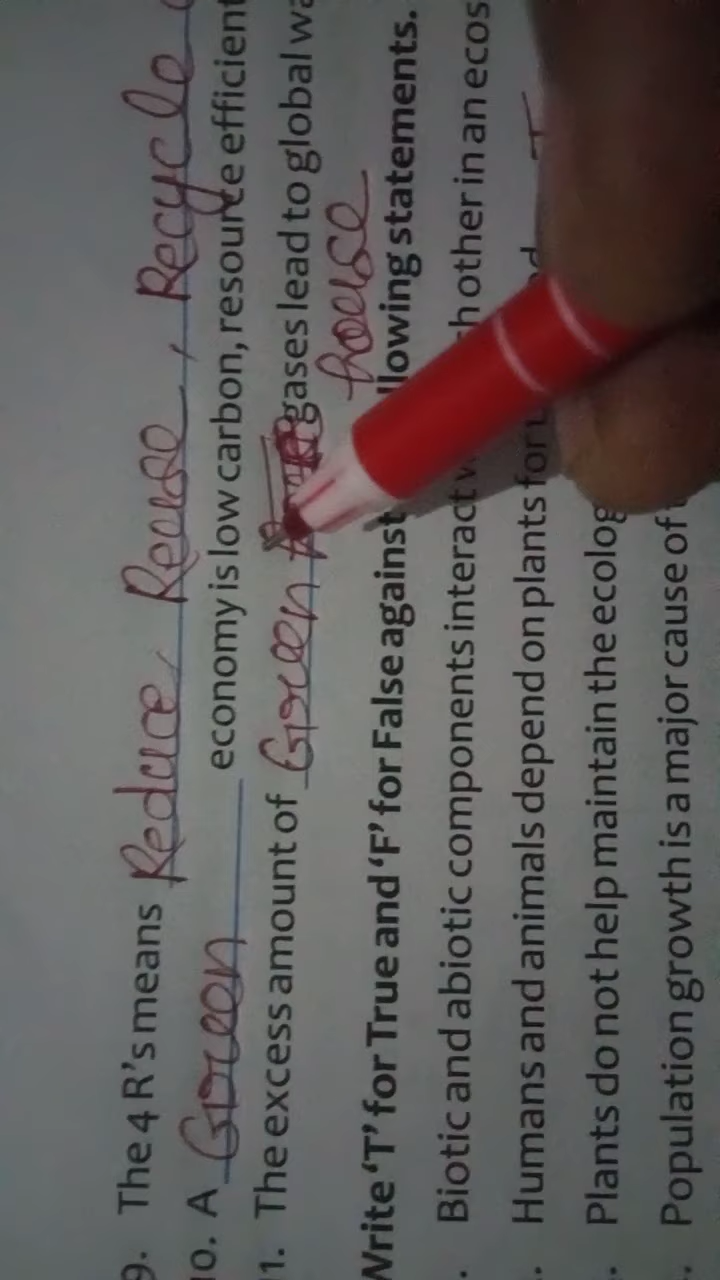 9. The 4 R's means Reduce, Reuse, Recycle
10. A Green economy is low carbon, resource efficient
11. The excess amount of Green gases lead to global wa
house
Write 'T' for True and 'F' for False against llowing statements.
Biotic and abiotic components interact w h other in an ecos
Humans and animals depend on plants for T
Plants do not help maintain the ecolog
Population growth is a major cause of